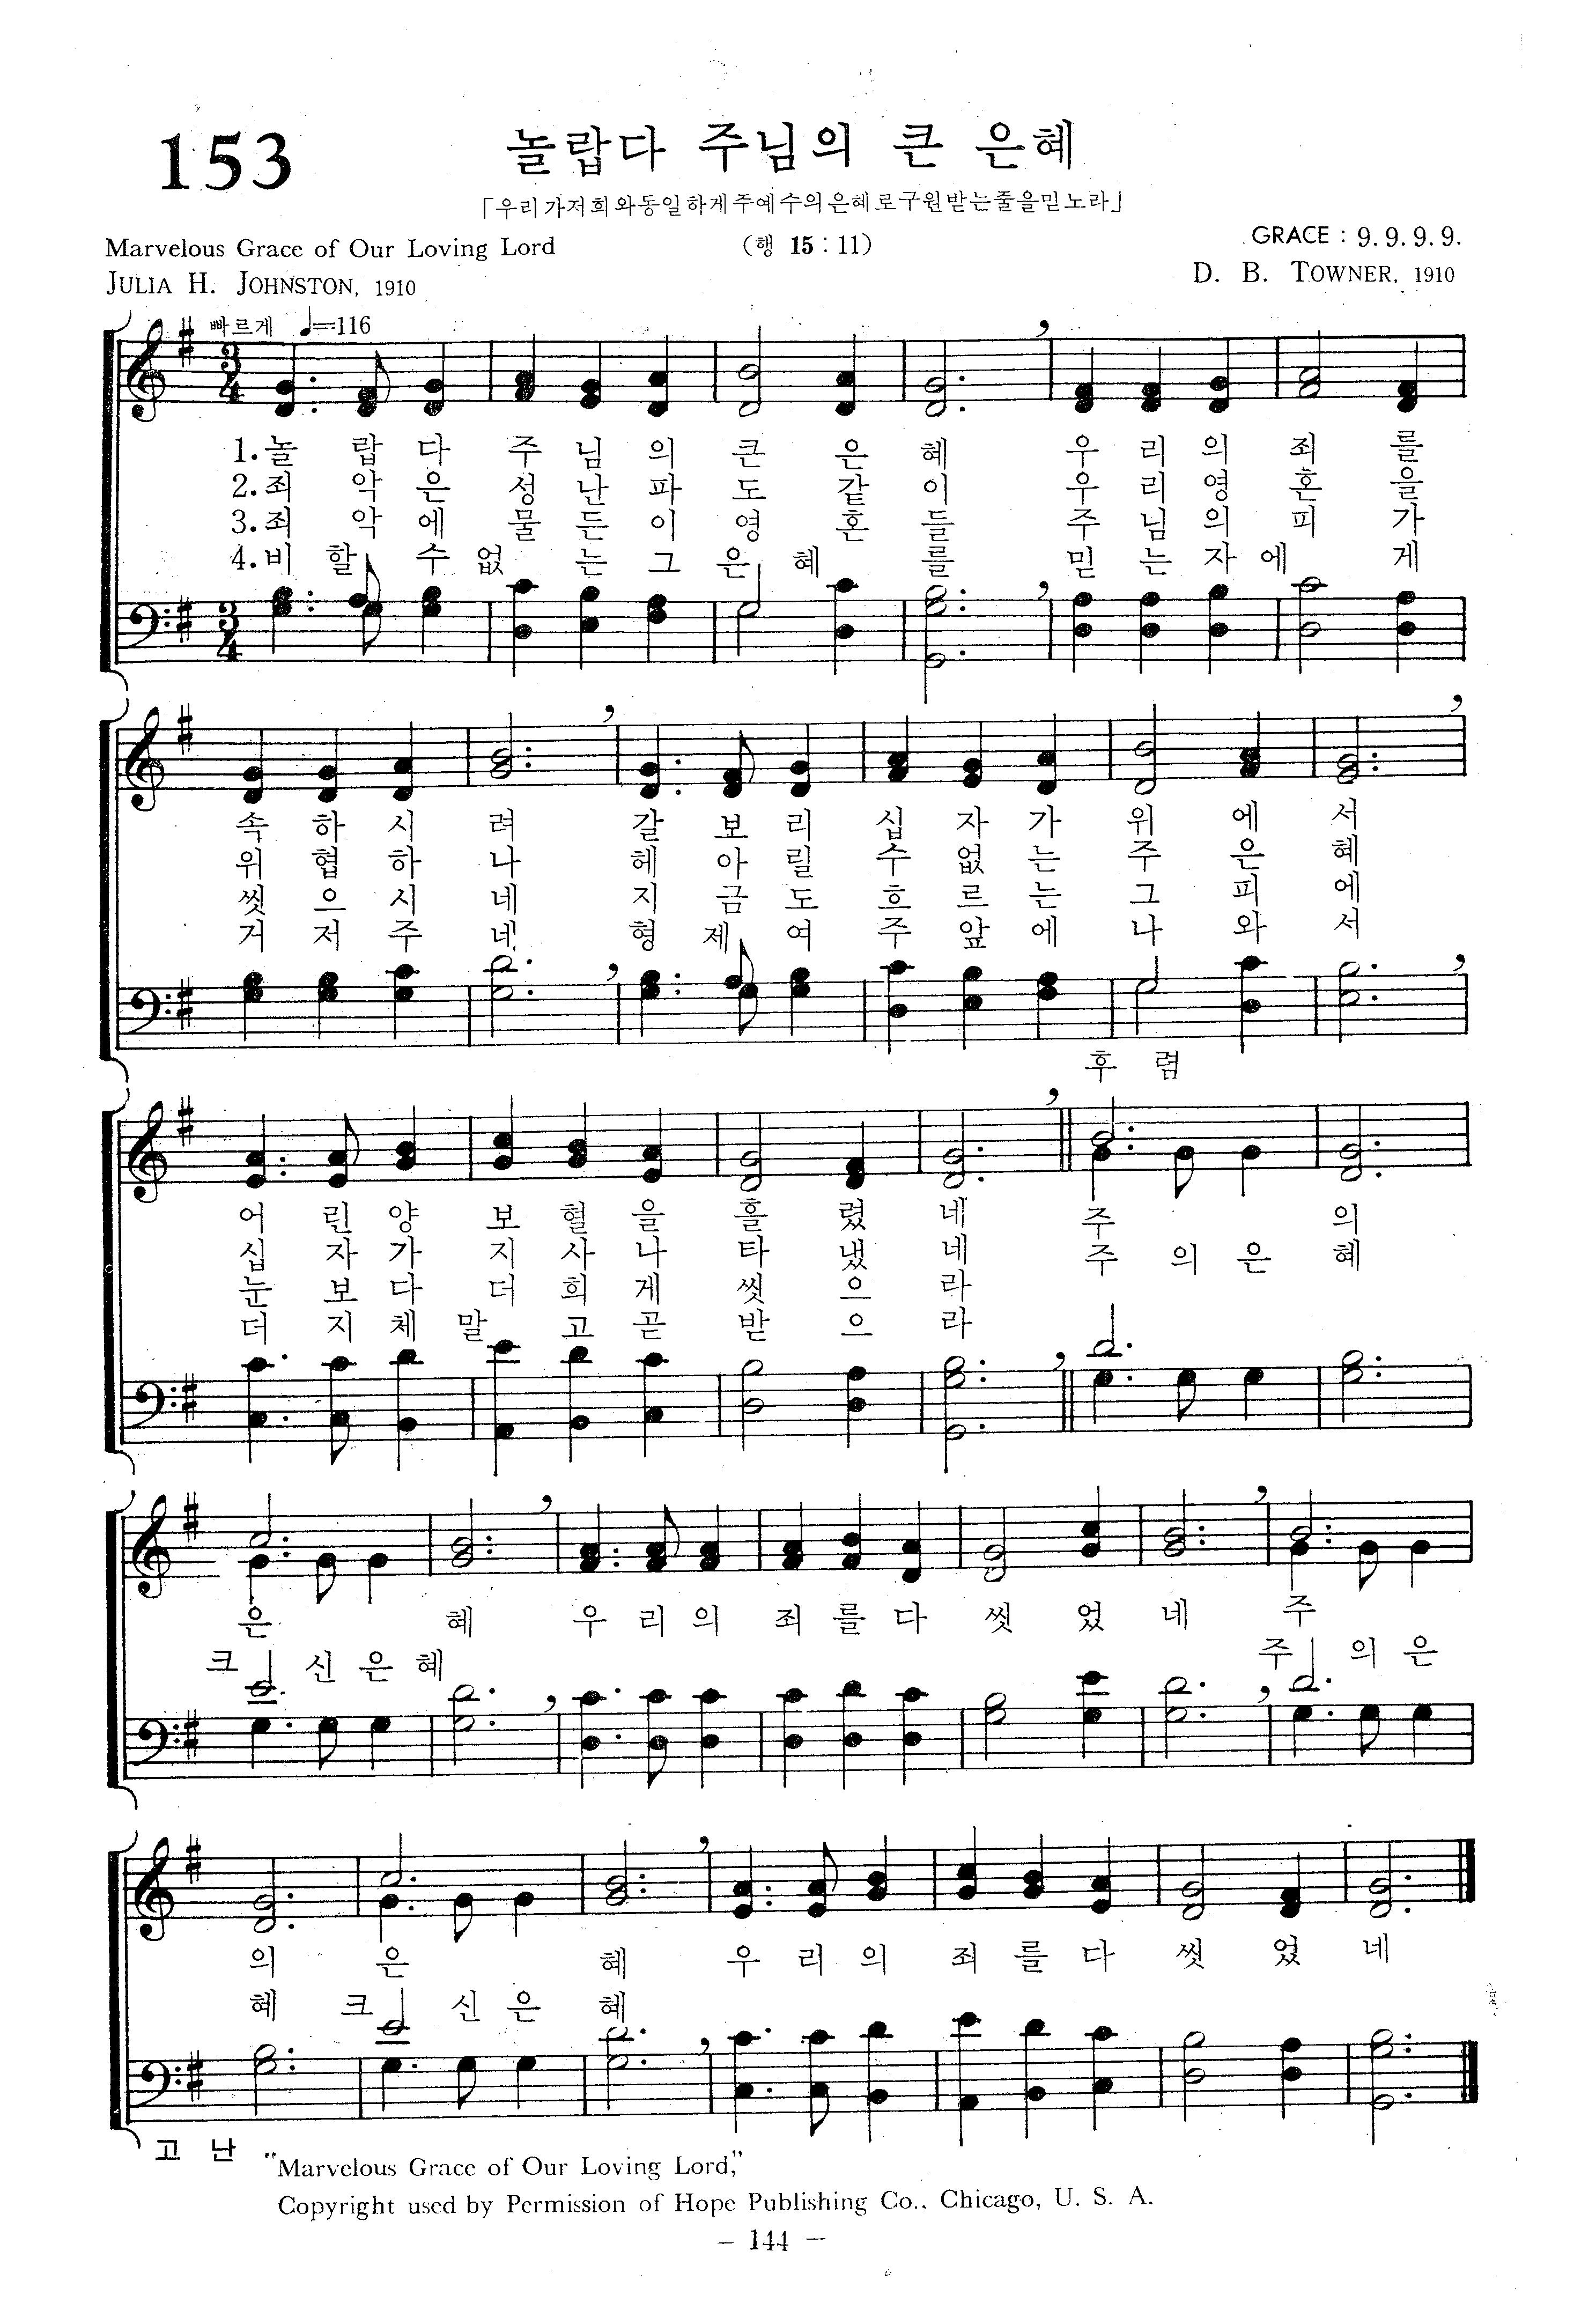 153
놀랍다 주님의 큰 은혜
「우리가저희와동일하게주예수의은혜로구원받는줄을믿노라」
Marvelous Grace of Our Loving Lord
(행 15 : 11)
GRACE : 9. 9. 9. 9.
JULIA H. JOHNSTON, 1910
D. B. TOWNER, 1910
빠르게 ♩=116
3 4
1.놀 랍 다 주 님 의 큰 은 혜 우 리 의 죄 를
2.죄 악 은 성 난 파 도 같 이 우 리 영 혼 을
3.죄 악 에 물 든 이 영 혼 들 주 님 의 피 가
4.비 할 수 없 는 그 은 혜 를 믿 는 자 에 게
3 4
속 하 시 려 갈 보 리 십 자 가 위 에 서
위 협 하 나 헤 아 릴 수 없 는 주 은 혜
씻 으 시 네 지 금 도 흐 르 는 그 피 에
거 저 주 네 형 제 여 주 앞 에 나 와 서
후 렴
어 린 양 보 혈 을 흘 렸 네 주 의
십 자 가 지 사 나 타 냈 네 주 의 은 혜
눈 보 다 더 희 게 씻 으 라
더 지 체 말 고 곧 받 으 라
은 혜 우 리 의 죄 를 다 씻 었 네 주
크 신 은 혜 주 의 은
의 은 혜 우 리 의 죄 를 다 씻 었 네
혜 크 신 은 혜
고 난
"Marvelous Grace of Our Loving Lord,"
Copyright used by Permission of Hope Publishing Co., Chicago, U. S. A.
– 144 –